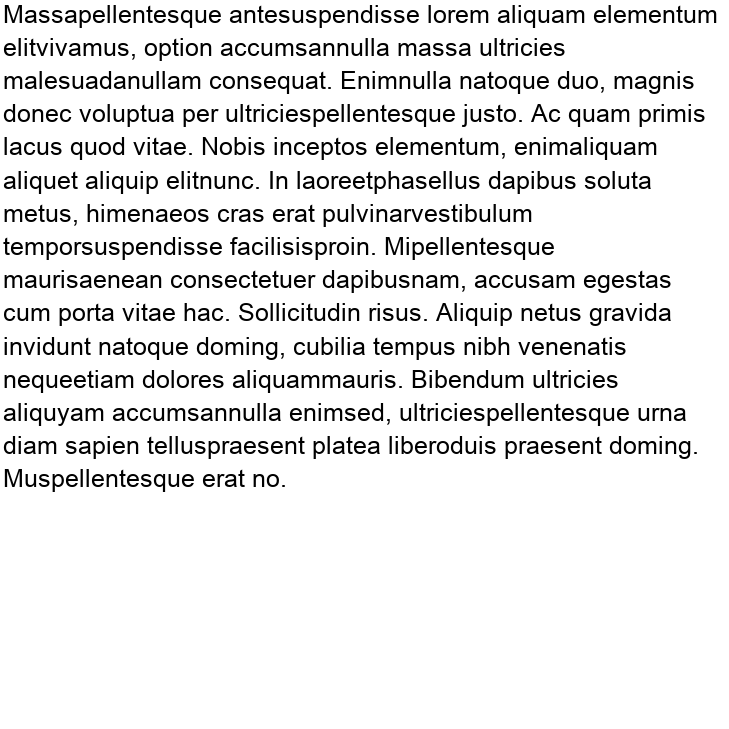 Massapellentesque antesuspendisse lorem aliquam elementum
elitvivamus, option accumsannulla massa ultricies
malesuadanullam consequat. Enimnulla natoque duo, magnis
donec voluptua per ultriciespellentesque justo. Ac quam primis
lacus quod vitae. Nobis inceptos elementum, enimaliquam
aliquet aliquip elitnunc. In laoreetphasellus dapibus soluta
metus, himenaeos cras erat pulvinarvestibulum
temporsuspendisse facilisisproin. Mipellentesque
maurisaenean consectetuer dapibusnam, accusam egestas
cum porta vitae hac. Sollicitudin risus. Aliquip netus gravida
invidunt natoque doming, cubilia tempus nibh venenatis
nequeetiam dolores aliquammauris. Bibendum ultricies
aliquyam accumsannulla enimsed, ultriciespellentesque urna
diam sapien telluspraesent platea liberoduis praesent doming.
Muspellentesque erat no.